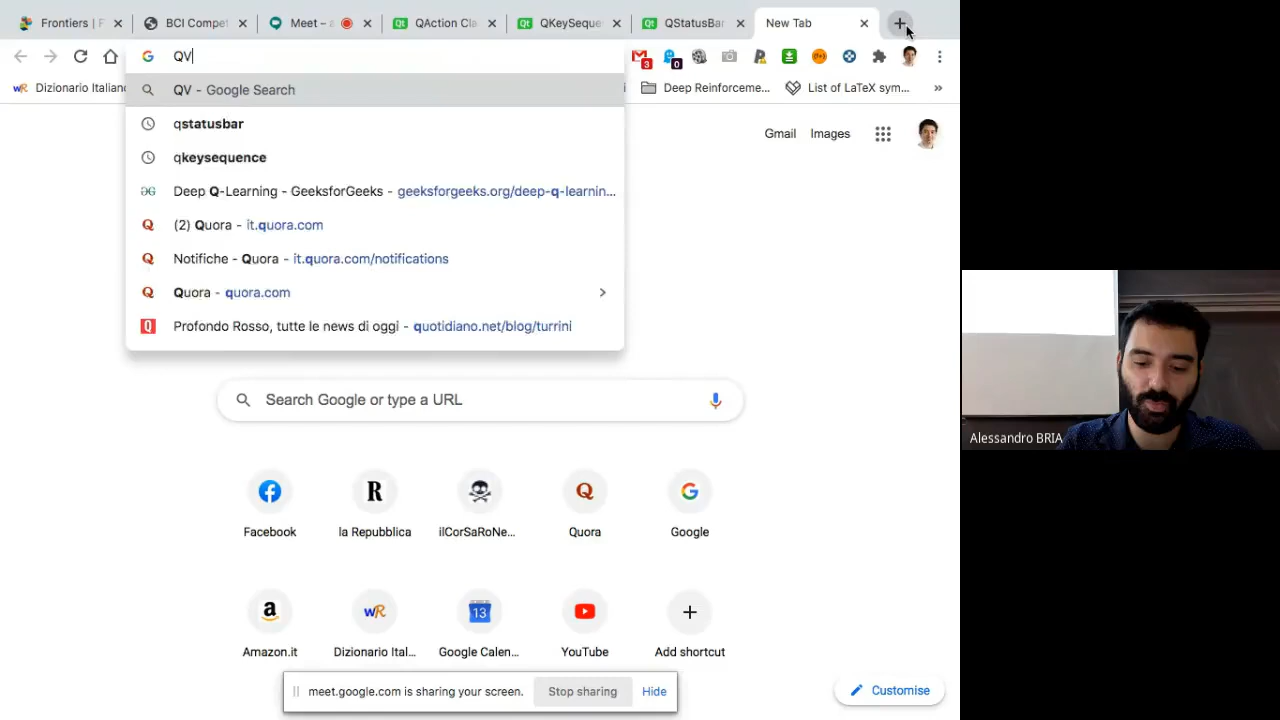 Frontiers | F
BCI Compet
Meet – a
QAction Cla
QKeySeque
QStatusBar
New Tab
QV
3
0
Dizionario Italiano
Deep Reinforceme...
List of LaTeX sym...
»
QV - Google Search
qstatusbar
qkeysequence
Deep Q-Learning - GeeksforGeeks - geeksforgeeks.org/deep-q-learnin...
(2) Quora - it.quora.com
Notifiche - Quora - it.quora.com/notifications
Quora - quora.com
Profondo Rosso, tutte le news di oggi - quotidiano.net/blog/turrini
Gmail
Images
Search Google or type a URL
Facebook
la Repubblica
ilCorSaRoNe...
Quora
Google
Amazon.it
Dizionario Ital...
13
Google Calen...
YouTube
Add shortcut
meet.google.com is sharing your screen.
Stop sharing
Hide
Customise
Alessandro BRIA